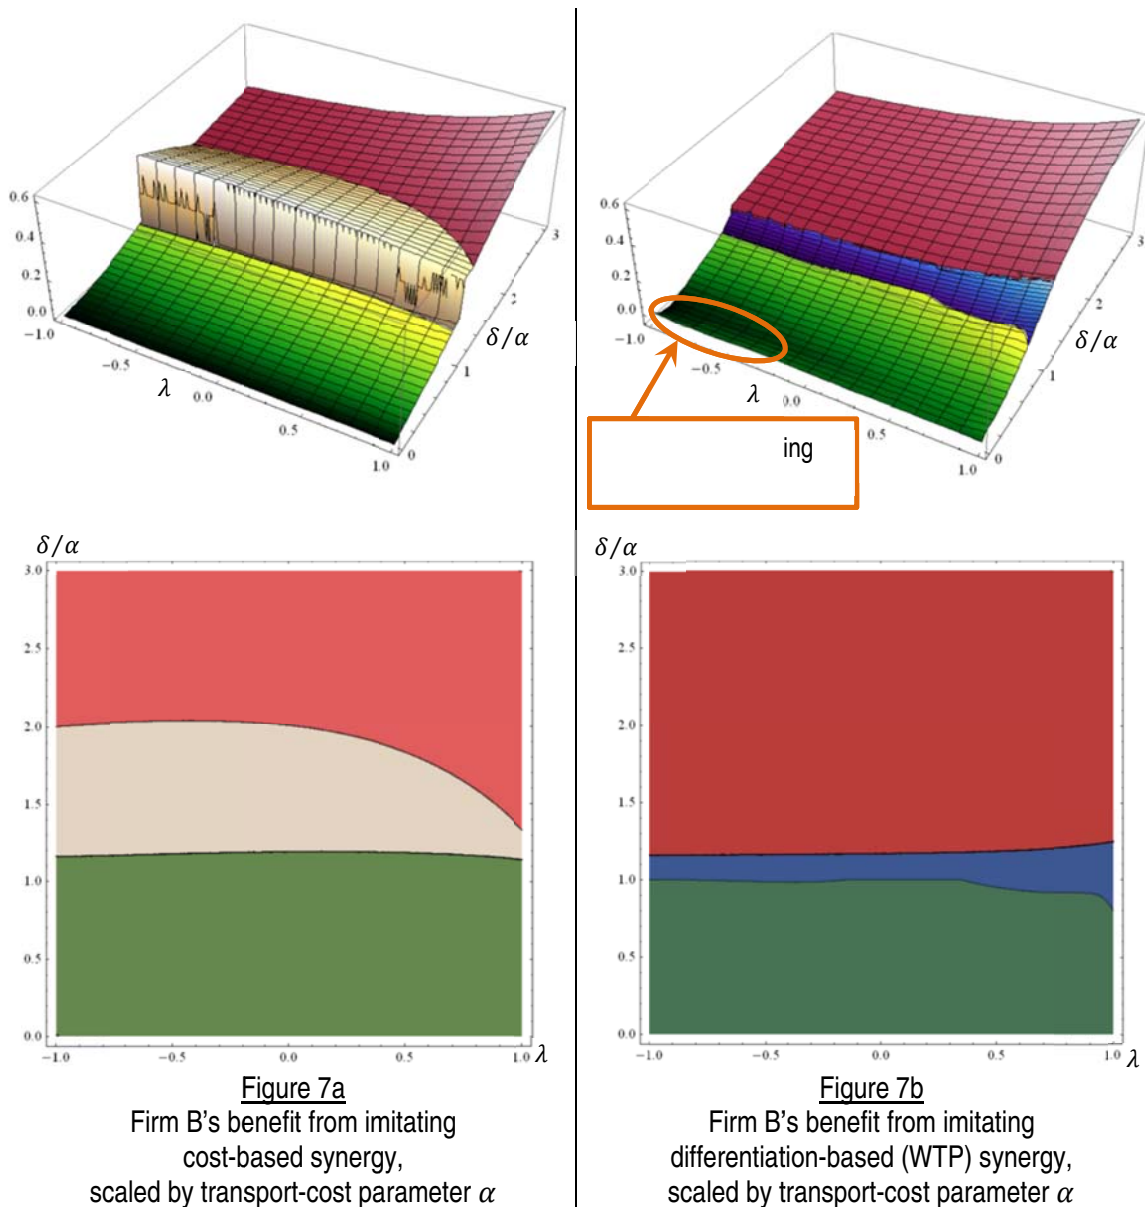 0.6
0.4
0.2
0.0
−1.0
−0.5
0.0
0.5
1.0
λ
0
1
2
3
δ/α
0.6
0.4
0.2
0.0
−1.0
−0.5
0.0
0.5
1.0
λ
0
1
2
3
δ/α
ing
δ/α
3.0
2.5
2.0
1.5
1.0
0.5
0.0
−1.0 −0.5 0.0 0.5 1.0 λ
Figure 7a
Firm B’s benefit from imitating
cost-based synergy,
scaled by transport-cost parameter α
δ/α
3.0
2.5
2.0
1.5
1.0
0.5
0.0
−1.0 −0.5 0.0 0.5 1.0 λ
Figure 7b
Firm B’s benefit from imitating
differentiation-based (WTP) synergy,
scaled by transport-cost parameter α